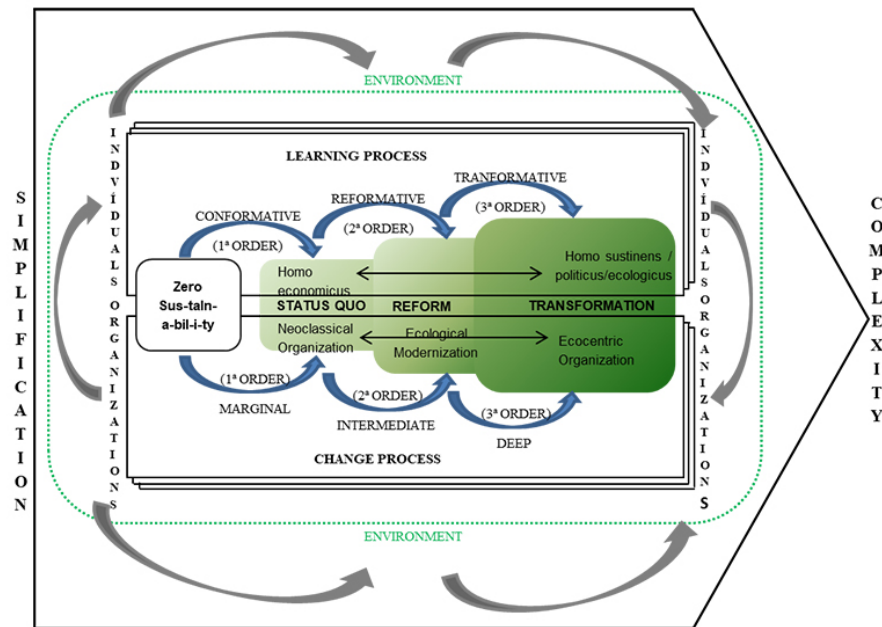 ENVIRONMENT
SIMPLIFICATION
INDVÍDUALS ORGANIZATIONS
LEARNING PROCESS
TRANFORMATIVE
(3ª ORDER)
REFORMATIVE
(2ª ORDER)
CONFORMATIVE
(1ª ORDER)
Zero
Sus-taln-
a-bil-i-ty
Homo
economicus
Homo sustinens /
politicus/ecologicus
STATUS QUO
REFORM
TRANSFORMATION
Neoclassical
Organization
Ecological
Modernization
Ecocentric
Organization
(1ª ORDER)
MARGINAL
(2ª ORDER)
INTERMEDIATE
(3ª ORDER)
DEEP
CHANGE PROCESS
INDVÍDUALS ORGANIZATIONS
COMPLEXITY
ENVIRONMENT